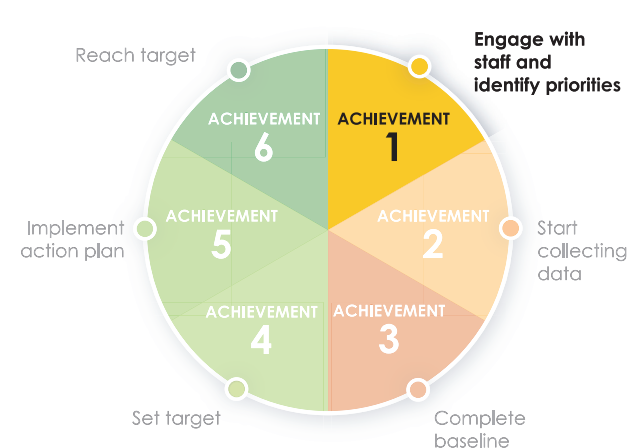 Engage with
staff and
identify priorities
Reach target
ACHIEVEMENT
6
ACHIEVEMENT
1
Implement
action plan
ACHIEVEMENT
5
ACHIEVEMENT
2
Start
collecting
data
ACHIEVEMENT
4
ACHIEVEMENT
3
Set target
Complete
baseline